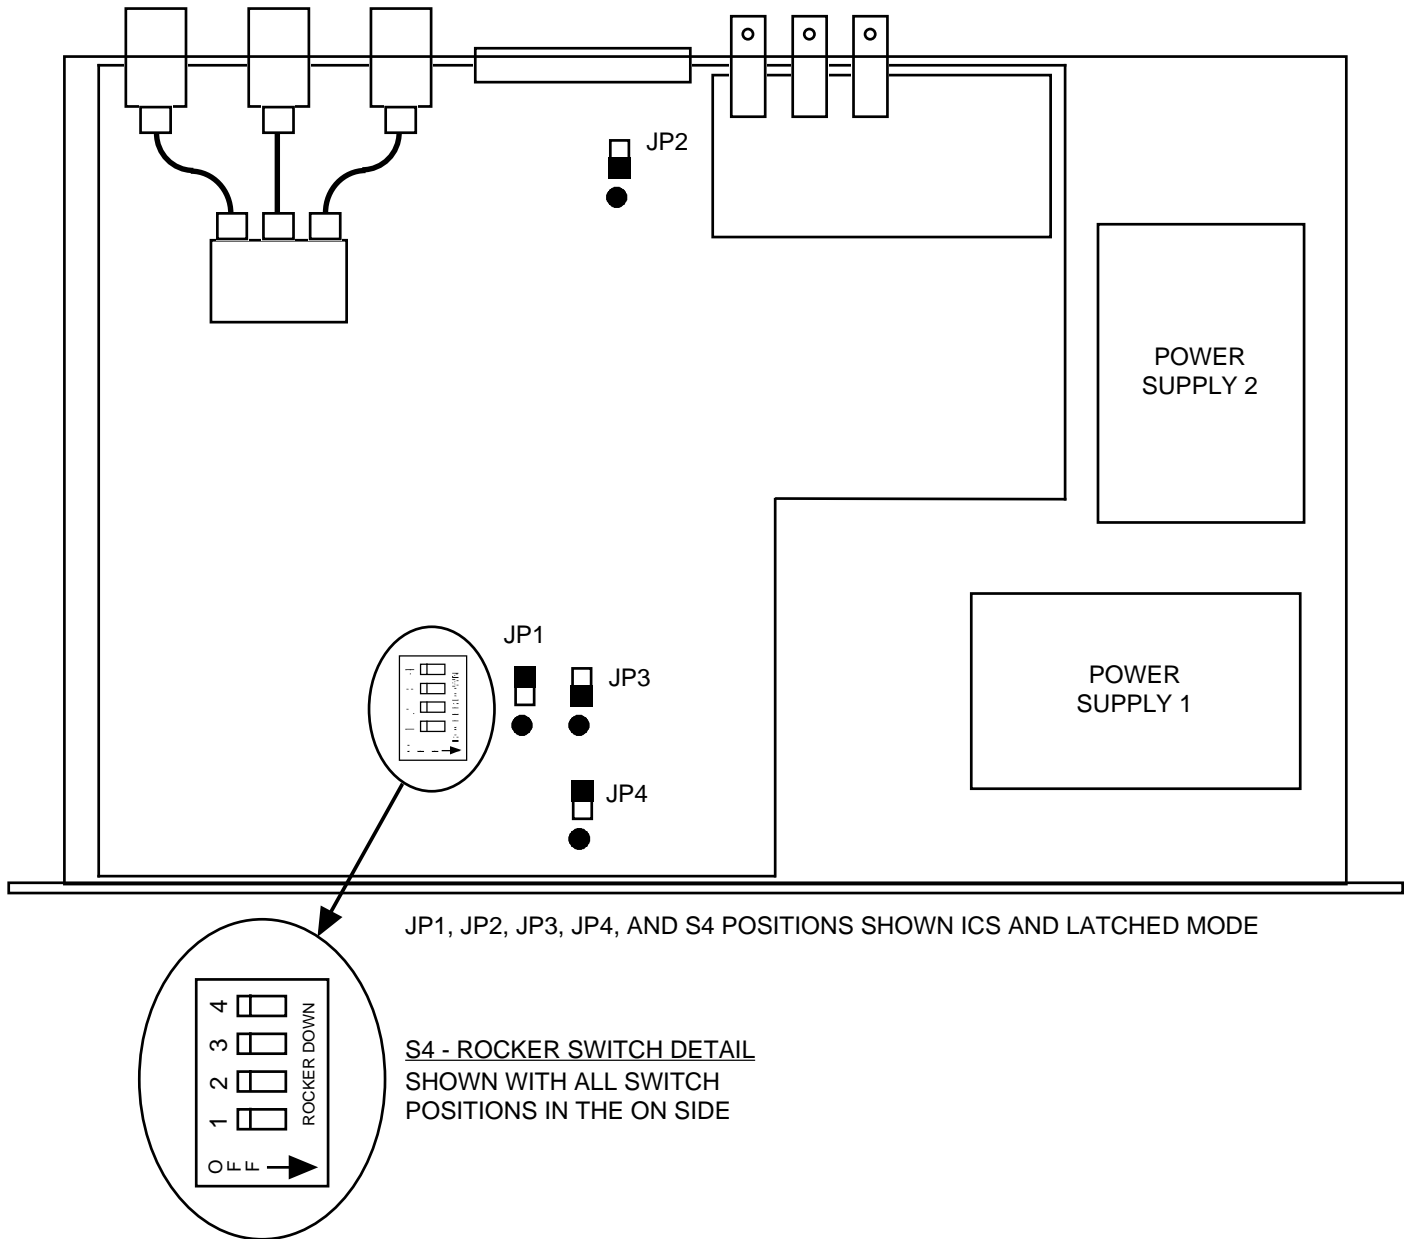 JP2
POWER
SUPPLY 2
JP1
JP3
POWER
SUPPLY 1
JP4
JP1, JP2, JP3, JP4, AND S4 POSITIONS SHOWN ICS AND LATCHED MODE
4
3
2
1
ROCKER DOWN
OFF
S4 - ROCKER SWITCH DETAIL
SHOWN WITH ALL SWITCH
POSITIONS IN THE ON SIDE